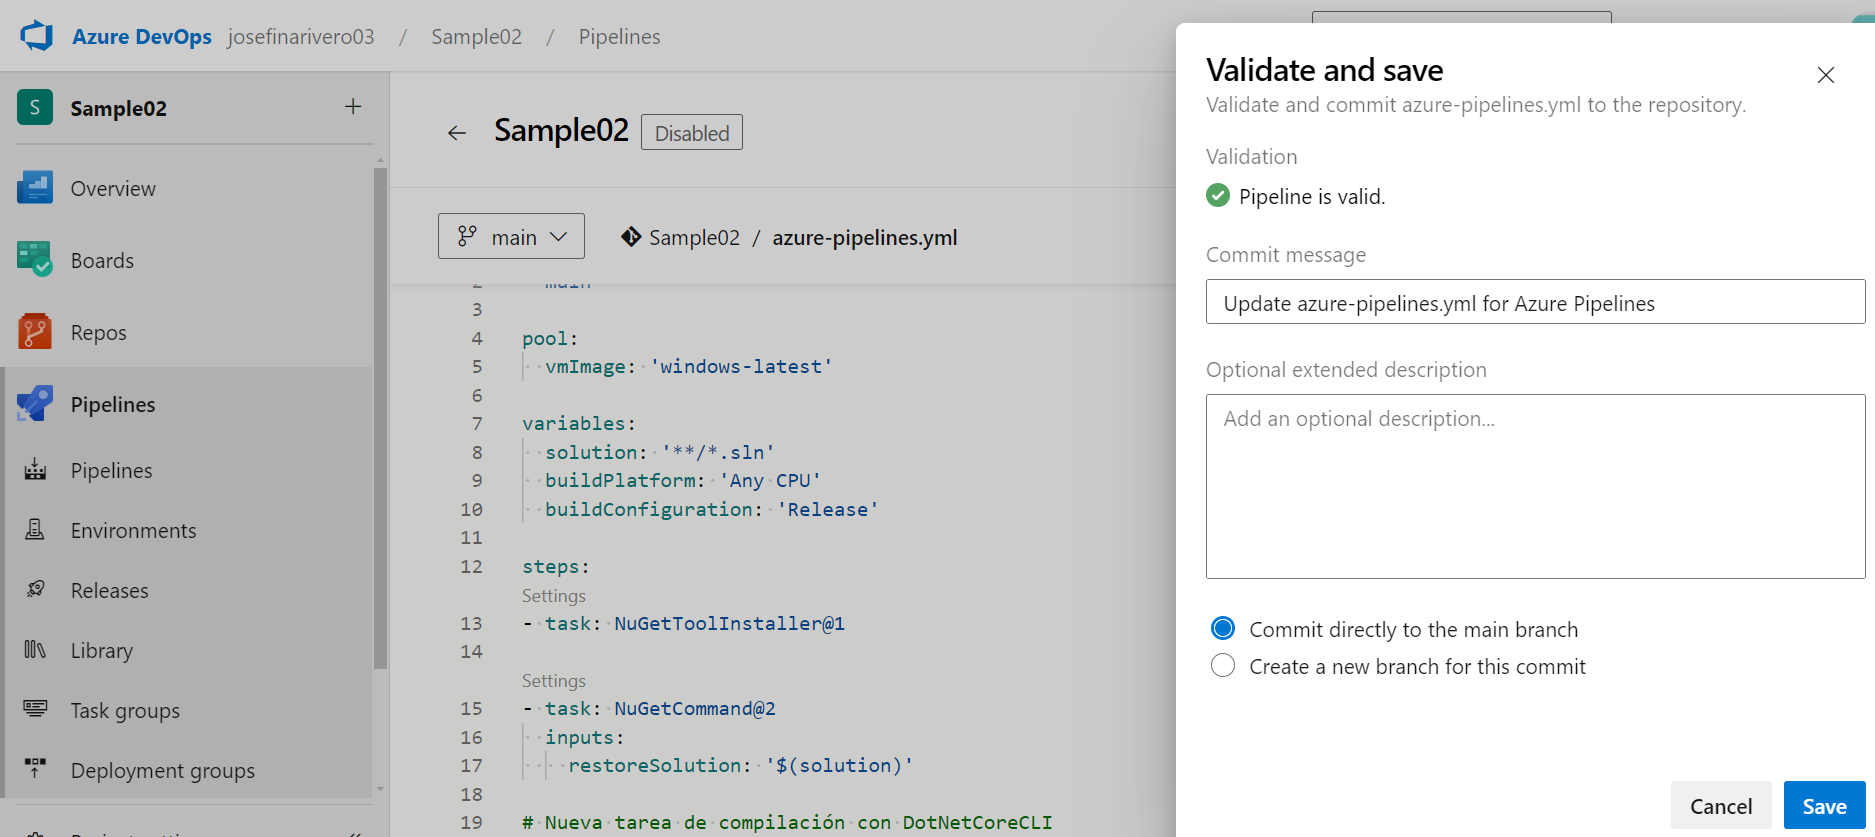 Azure DevOps josefinarivero03 / Sample02 / Pipelines
S Sample02 +
Overview
Boards
Repos
Pipelines
Pipelines
Environments
Releases
Library
Task groups
Deployment groups
Sample02 Disabled
main
Sample02 / azure-pipelines.yml
2 main
3
4 pool:
5 vmImage: 'windows-latest'
6
7 variables:
8 solution: '**/*.sln'
9 buildPlatform: 'Any CPU'
10 buildConfiguration: 'Release'
11
12 steps:
Settings
13 - task: NuGetToolInstaller@1
14
Settings
15 - task: NuGetCommand@2
16 inputs:
17 restoreSolution: '$(solution)'
18
19 # Nueva tarea de compilación con DotNetCoreCLI
Validate and save
Validate and commit azure-pipelines.yml to the repository.
Validation
Pipeline is valid.
Commit message
Update azure-pipelines.yml for Azure Pipelines
Optional extended description
Add an optional description...
Commit directly to the main branch
Create a new branch for this commit
Cancel Save